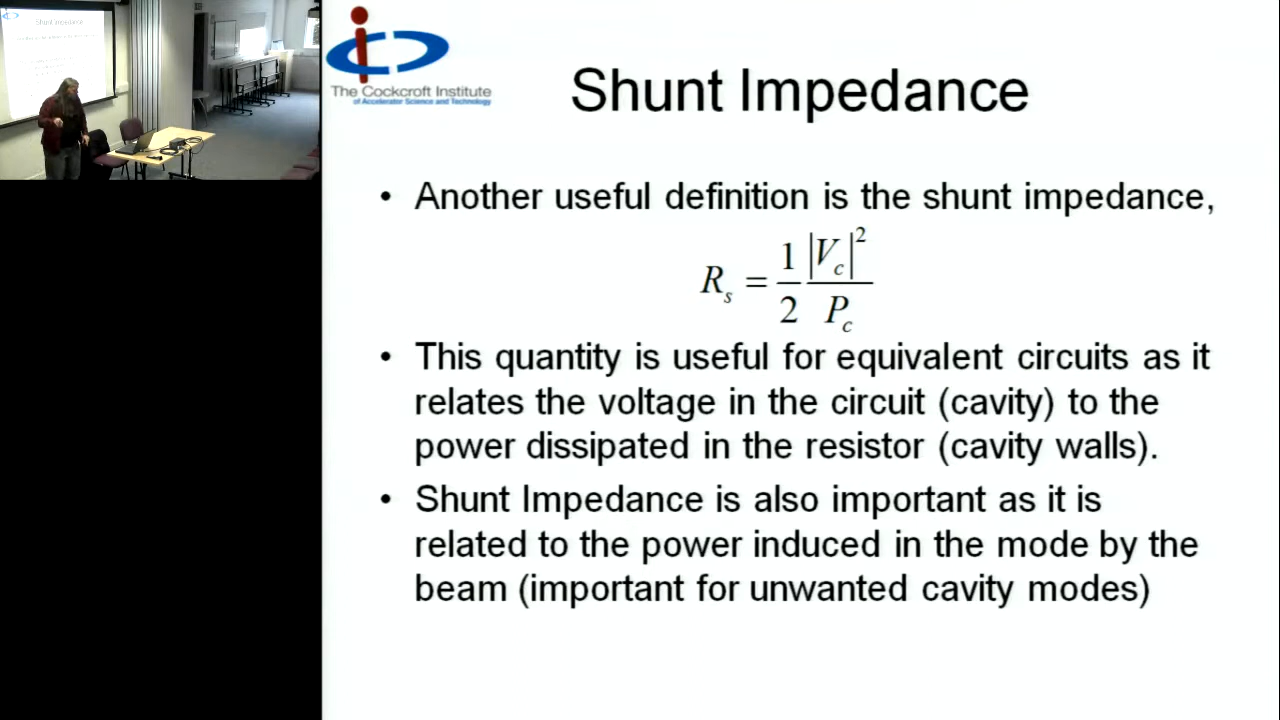 The Cockcroft Institute
of Accelerator Science and Technology
Shunt Impedance
• Another useful definition is the shunt impedance,
R_s = 1/2 |V_c|^2 / P_c
• This quantity is useful for equivalent circuits as it
relates the voltage in the circuit (cavity) to the
power dissipated in the resistor (cavity walls).
• Shunt Impedance is also important as it is
related to the power induced in the mode by the
beam (important for unwanted cavity modes)
Shunt Impedance